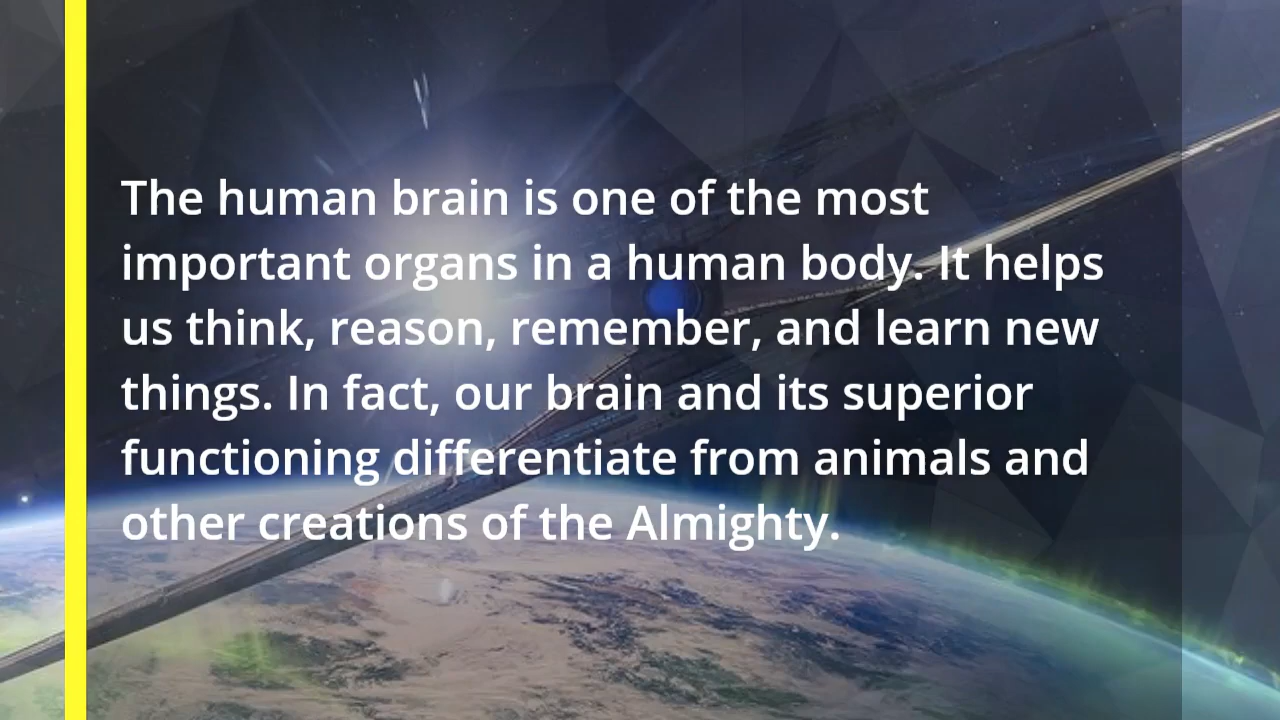 The human brain is one of the most
important organs in a human body. It helps
us think, reason, remember, and learn new
things. In fact, our brain and its superior
functioning differentiate from animals and
other creations of the Almighty.